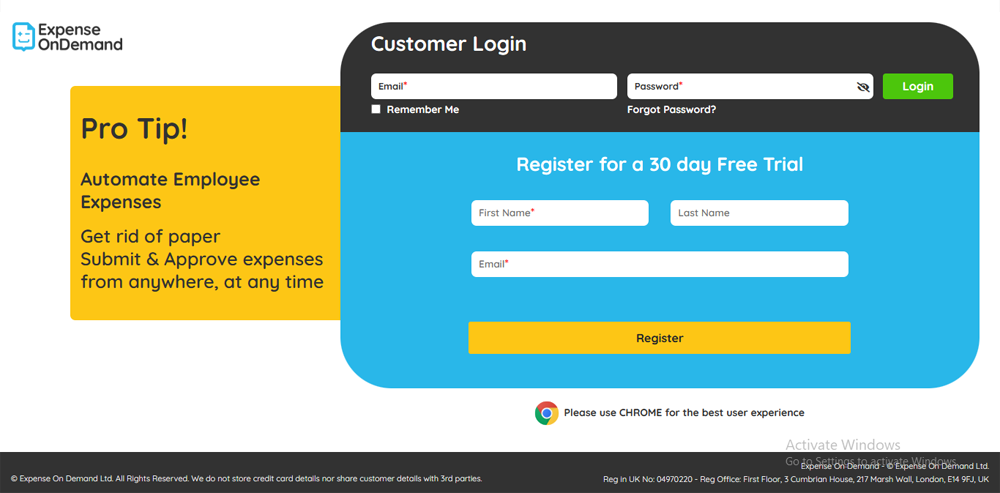 Expense
OnDemand
Customer Login
Email*
Password*
Login
Remember Me
Forgot Password?
Pro Tip!
Automate Employee
Expenses
Get rid of paper
Submit & Approve expenses
from anywhere, at any time
Register for a 30 day Free Trial
First Name*
Last Name
Email*
Register
Please use CHROME for the best user experience
Activate Windows
Go to Settings to activate Windows.
Expense On Demand - © Expense On Demand Ltd.
© Expense On Demand Ltd. All Rights Reserved. We do not store credit card details nor share customer details with 3rd parties.
Reg in UK No: 04970220 - Reg Office: First Floor, 3 Cumbrian House, 217 Marsh Wall, London, E14 9FJ, UK